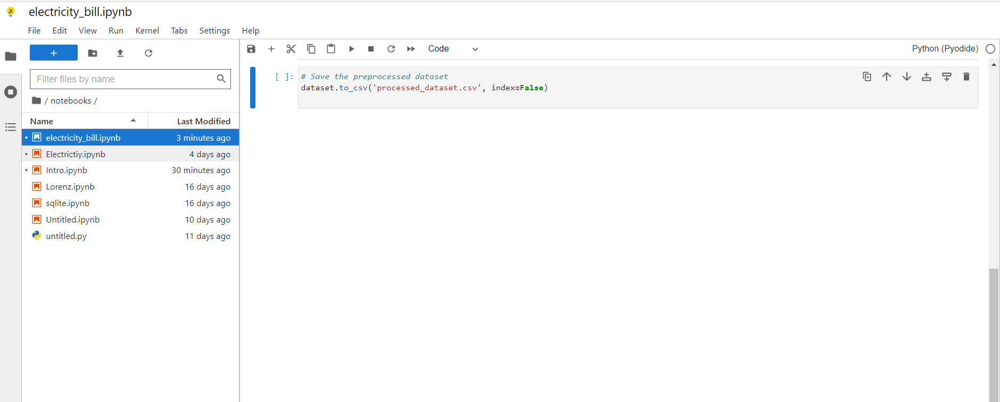 electricity_bill.ipynb
File Edit View Run Kernel Tabs Settings Help
Code
Python (Pyodide)
Filter files by name
/ notebooks /
Name Last Modified
electricity_bill.ipynb 3 minutes ago
Electrictiy.ipynb 4 days ago
Intro.ipynb 30 minutes ago
Lorenz.ipynb 16 days ago
sqlite.ipynb 16 days ago
Untitled.ipynb 10 days ago
untitled.py 11 days ago
[ ]: # Save the preprocessed dataset
dataset.to_csv('processed_dataset.csv', index=False)